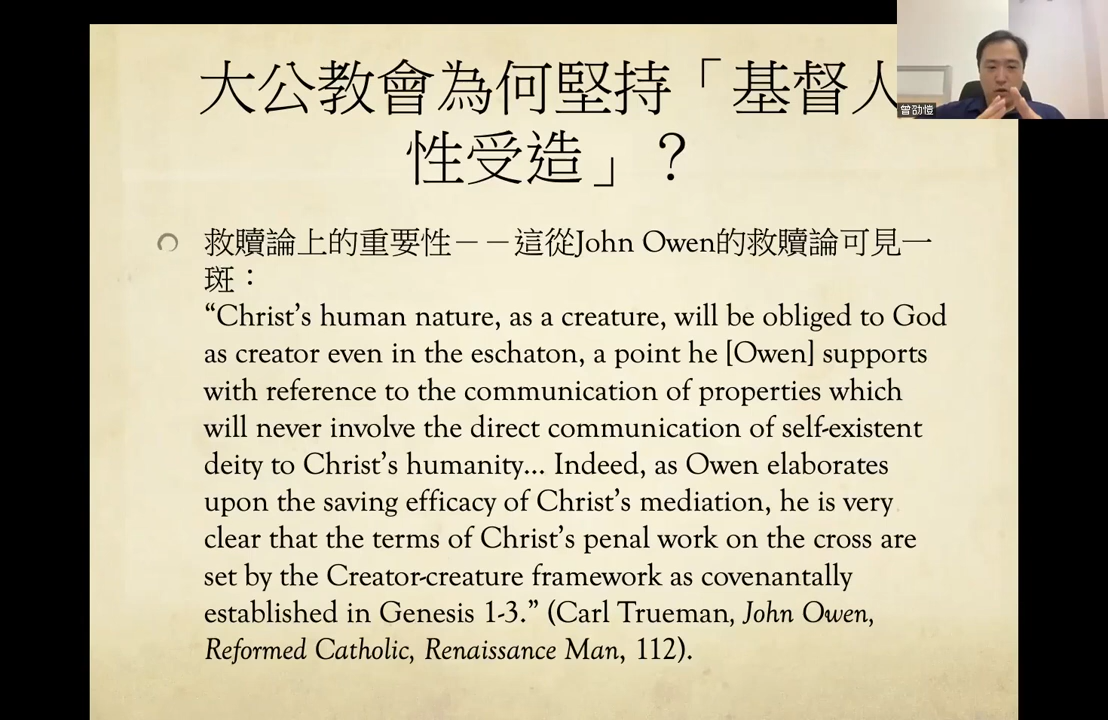 大公教會為何堅持「基督人
性受造」？
曾劭愷
救贖論上的重要性－－這從John Owen的救贖論可見一
斑：
“Christ’s human nature, as a creature, will be obliged to God
as creator even in the eschaton, a point he [Owen] supports
with reference to the communication of properties which
will never involve the direct communication of self-existent
deity to Christ’s humanity... Indeed, as Owen elaborates
upon the saving efficacy of Christ’s mediation, he is very
clear that the terms of Christ’s penal work on the cross are
set by the Creator-creature framework as covenantally
established in Genesis 1-3.” (Carl Trueman, John Owen,
Reformed Catholic, Renaissance Man, 112).